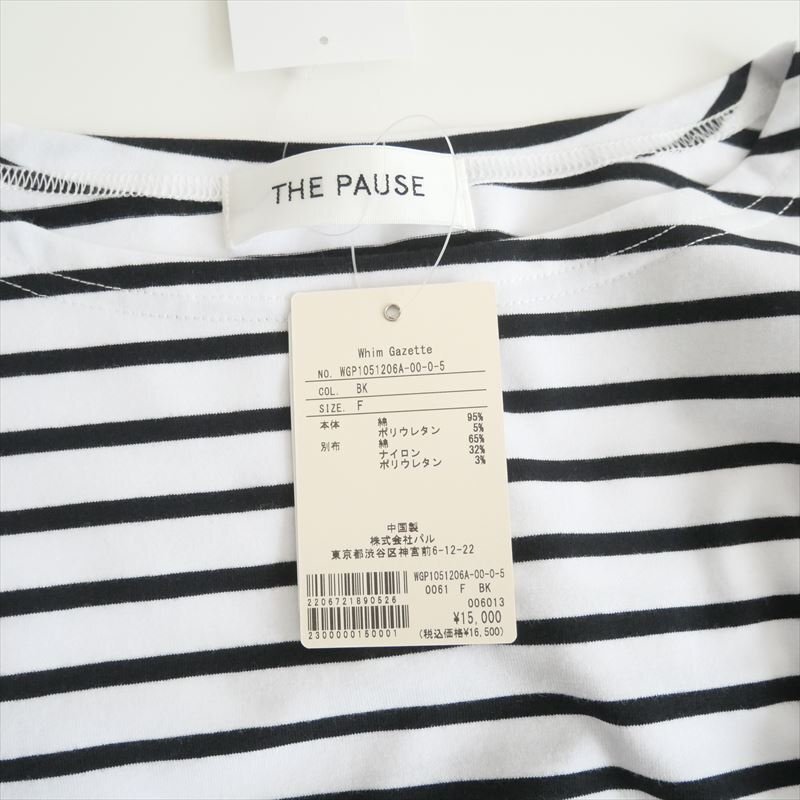 THE PAUSE
Whim Gazette
NO. WGP1051206A-00-0-5
COL. BK
SIZE. F
本体 綿 95%
ポリウレタン 5%
別布 綿 65%
ナイロン 32%
ポリウレタン 3%
中国製
株式会社パル
東京都渋谷区神宮前6-12-22
WGP1051206A-00-0-5
0061 F BK
2206721890526
006013
¥15,000
2300000150001
(税込価格¥16,500)